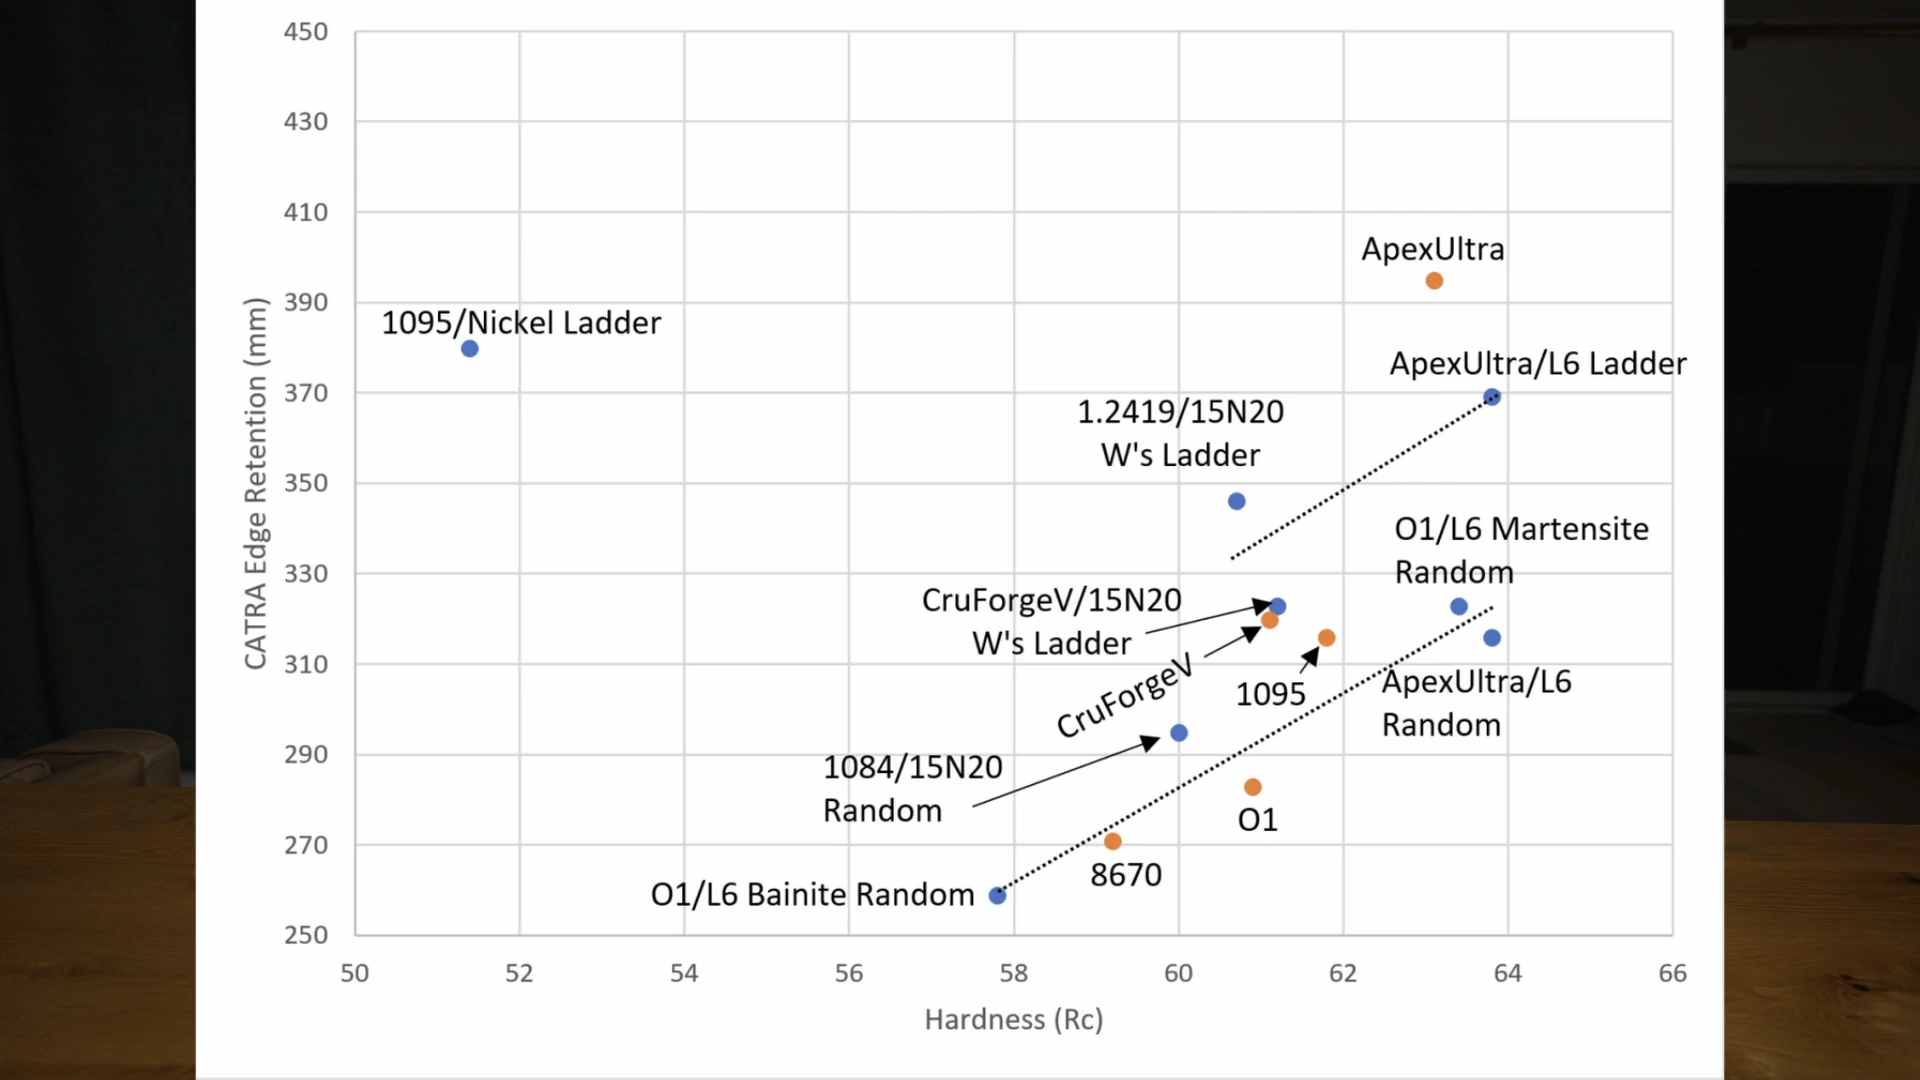 450
430
410
390
370
350
330
310
290
270
250
CATRA Edge Retention (mm)
ApexUltra
1095/Nickel Ladder
ApexUltra/L6 Ladder
1.2419/15N20
W's Ladder
O1/L6 Martensite
Random
CruForgeV/15N20
W's Ladder
CruForgeV
1095
ApexUltra/L6
Random
1084/15N20
Random
O1
8670
O1/L6 Bainite Random
50 52 54 56 58 60 62 64 66
Hardness (Rc)